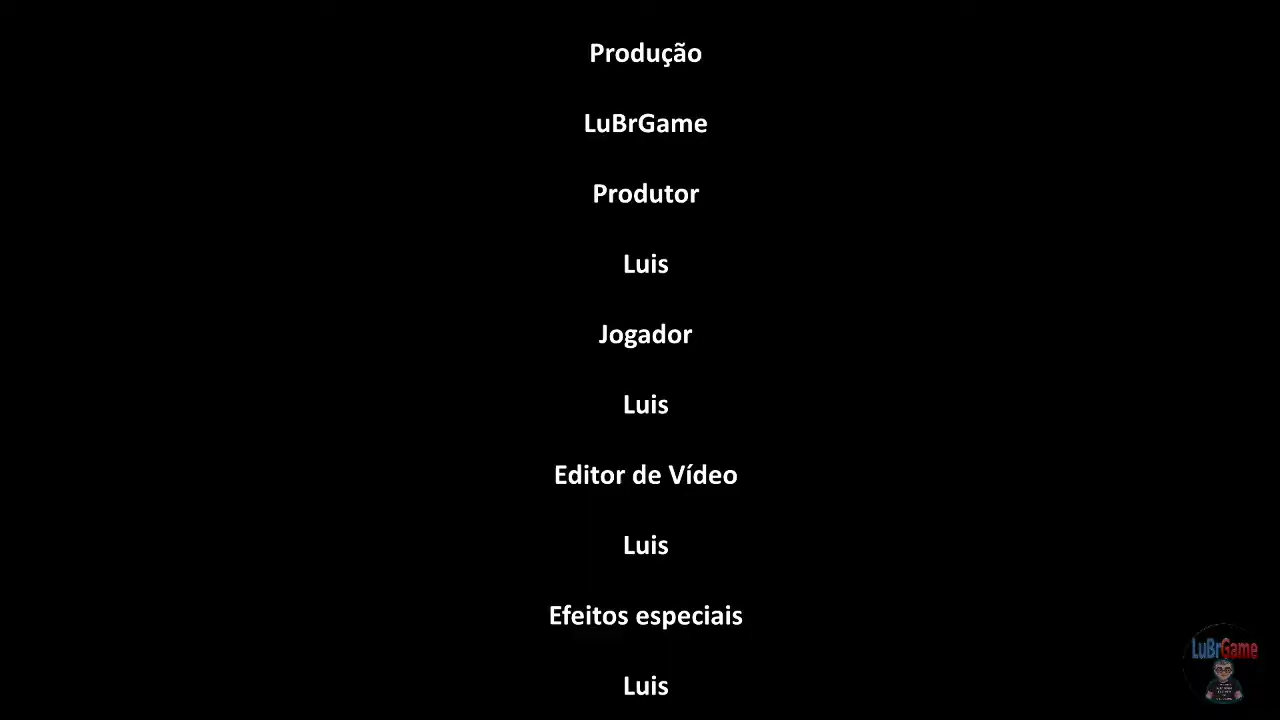 Produção
LuBrGame
Produtor
Luis
Jogador
Luis
Editor de Vídeo
Luis
Efeitos especiais
Luis
LuBrGame